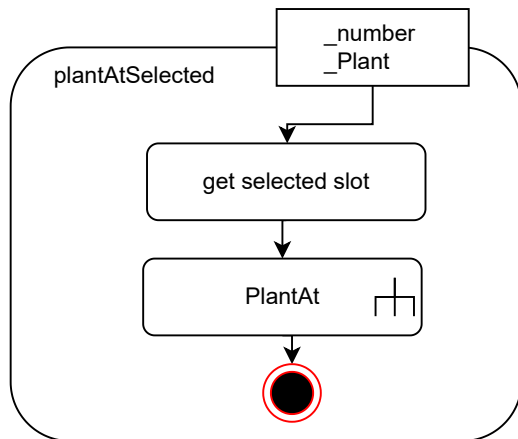 _number
_Plant
plantAtSelected
get selected slot
PlantAt